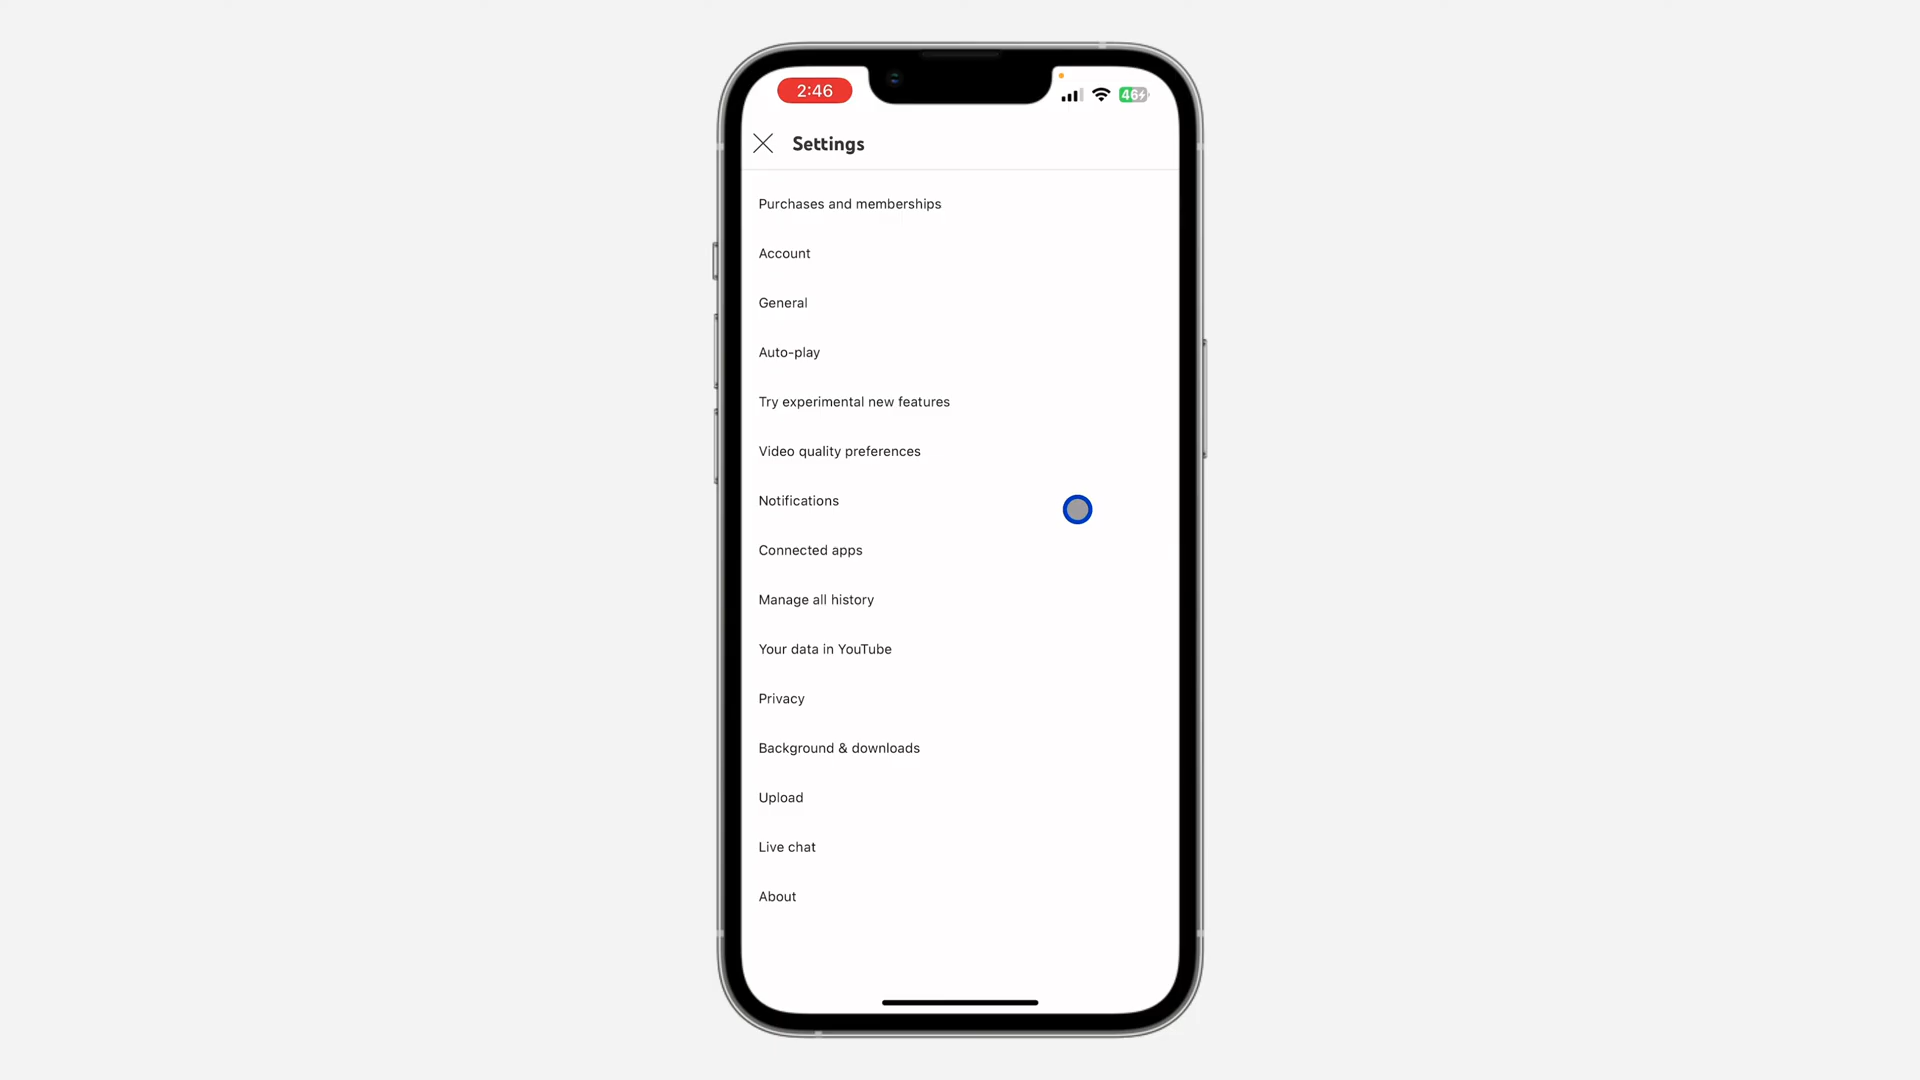 2:46
46
Settings
Purchases and memberships
Account
General
Auto-play
Try experimental new features
Video quality preferences
Notifications
Connected apps
Manage all history
Your data in YouTube
Privacy
Background & downloads
Upload
Live chat
About